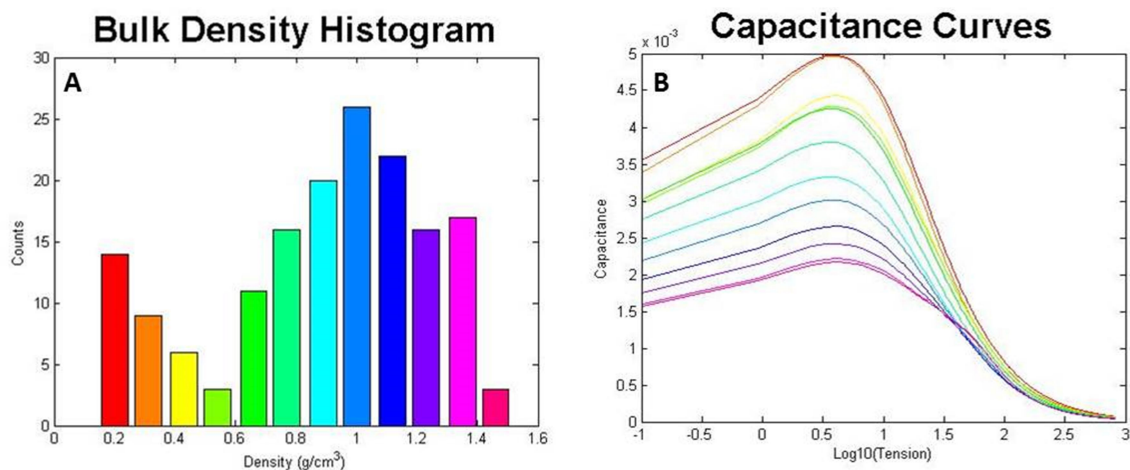 Bulk Density Histogram
A
30
25
20
15
10
5
0
Counts
0 0.2 0.4 0.6 0.8 1 1.2 1.4 1.6
Density (g/cm³)
Capacitance Curves
x 10⁻³
B
5
4.5
4
3.5
3
2.5
2
1.5
1
0.5
0
Capacitance
-1 -0.5 0 0.5 1 1.5 2 2.5 3
Log10(Tension)